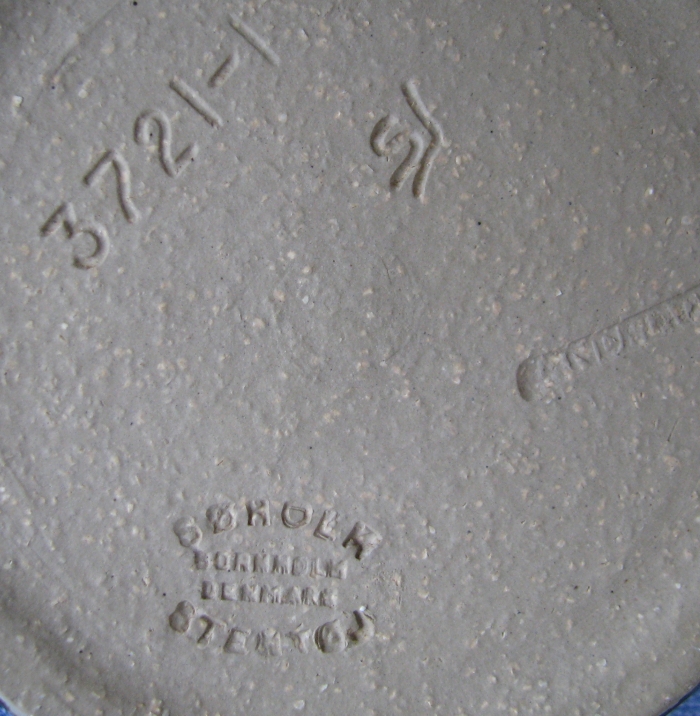 3721-1
SØHOLM
BORNHOLM
DENMARK
STENTØJ